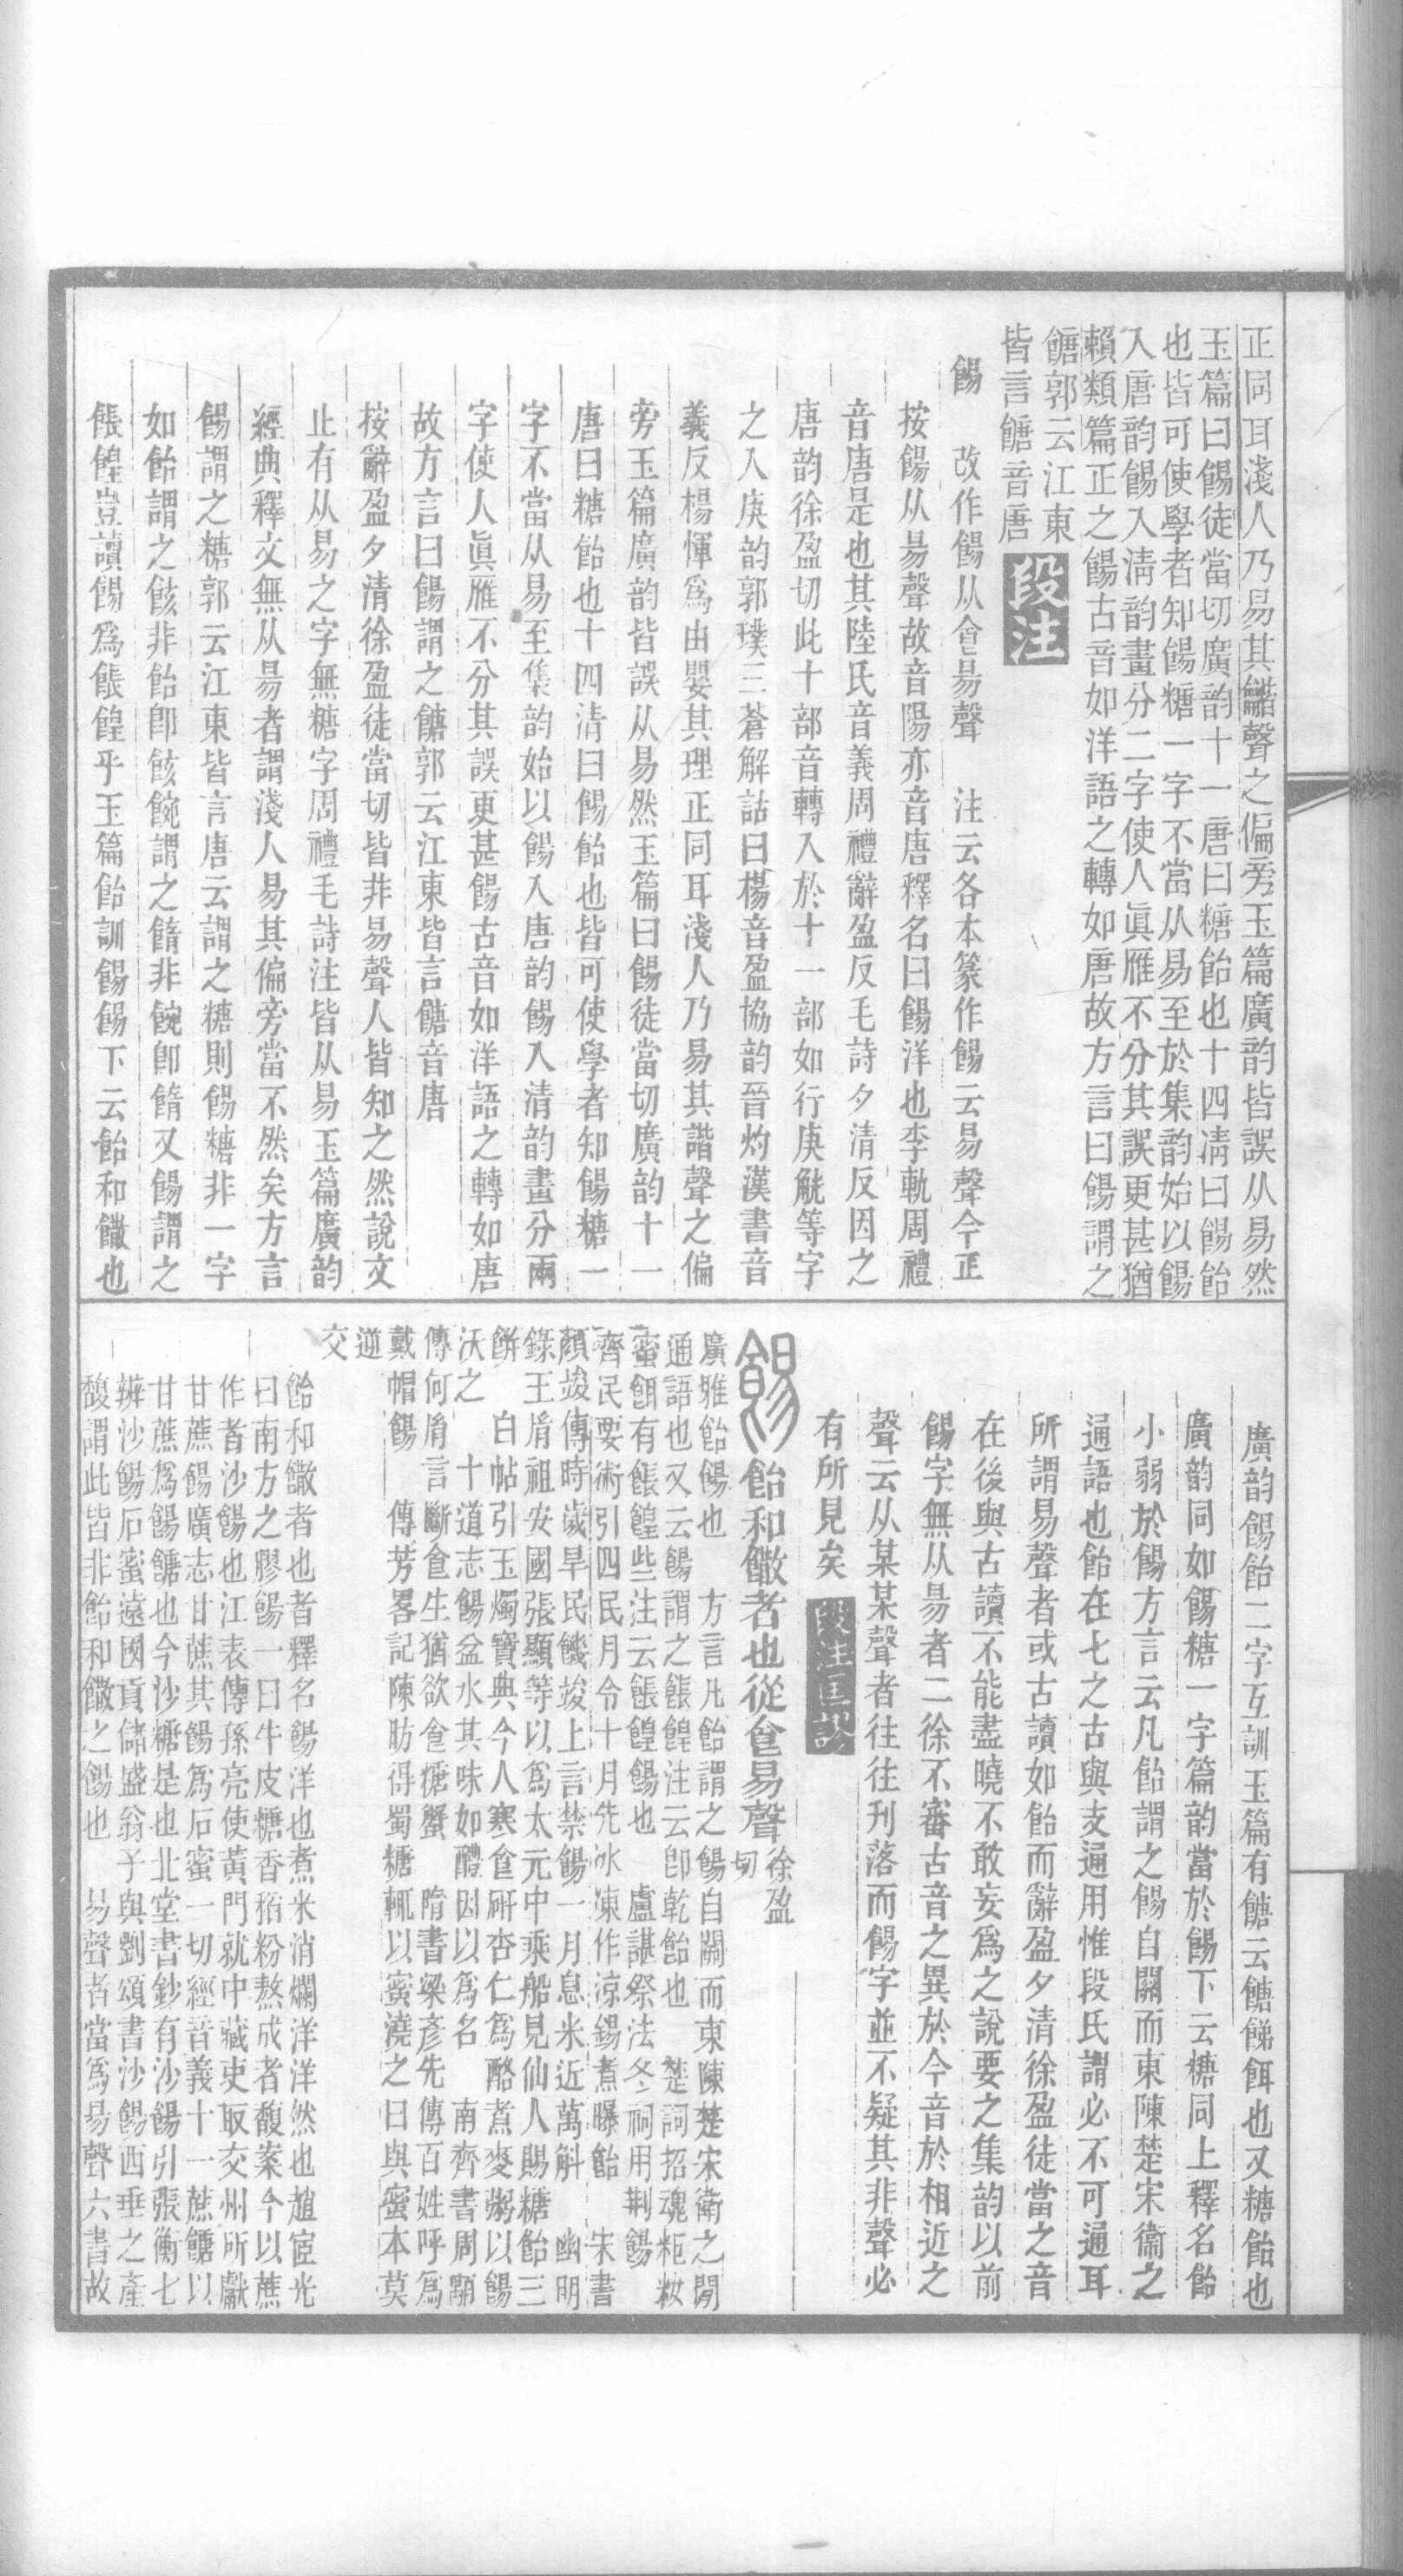 正同耳淺人乃易其鶛聲之偏旁玉篇廣韵皆誤从易然
玉篇曰餳徒當切廣韵十一唐曰糖飴也十四淸曰餳飴
也皆可使學者知餳糖一字不當从易至於集韵始以餳
入唐韵餳入淸韵畫分二字使人眞雁不分其誤更甚猶
賴類篇正之餳古音如洋語之轉如唐故方言曰餳謂之
餹郭云江東
皆言餹音唐
段注
餳 改作餳从𠊊昜聲 注云各本篆作餳云易聲今正
按餳从昜聲故音陽亦音唐釋名曰餳洋也李軌周禮
音唐是也其陸氏音義周禮辭盈反毛詩夕清反因之
唐韵徐盈切此十部音轉入於十一部如行庚觥等字
之入庚韵郭璞三蒼解詁曰楊音盈協韵晉灼漢書音
義反楊惲爲由嬰其理正同耳淺人乃易其諧聲之偏
旁玉篇廣韵皆誤从易然玉篇曰餳徒當切廣韵十一
唐曰糖飴也十四清曰餳飴也皆可使學者知餳糖一
字不當从易至集韵始以餳入唐韵餳入清韵畫分兩
字使人眞雁不分其誤更甚餳古音如洋語之轉如唐
故方言曰餳謂之餹郭云江東皆言餹音唐
按辭盈夕清徐盈徒當切皆非易聲人皆知之然說文
止有从易之字無糖字周禮毛詩注皆从易玉篇廣韵
經典釋文無从昜者謂淺人易其偏旁當不然矣方言
餳謂之糖郭云江東皆言唐云謂之糖則餳糖非一字
如飴謂之餩非飴卽餩䬧謂之䭉非䬧卽䭉又餳謂之
餦餭豈讀餳爲餦餭乎玉篇飴訓餳餳下云飴和饊也
廣韵餳飴二字互訓玉篇有餹云餹餳餌也又糖飴也
廣韵同如餳糖一字篇韵當於餳下云糖同上釋名飴
小弱於餳方言云凡飴謂之餳自關而東陳楚宋衞之
通語也飴在七之古與支通用惟段氏謂必不可通耳
所謂易聲者或古讀如飴而辭盈夕清徐盈徒當之音
在後與古讀不能盡曉不敢妄爲之說要之集韵以前
餳字無从昜者二徐不審古音之異於今音於相近之
聲云从某某聲者往往刊落而餳字並不疑其非聲必
有所見矣
段注匡謬
餳 飴和饊者也從𠊊易聲 徐盈切
廣雅飴餳也 方言凡飴謂之餳自關而東陳楚宋衛之閒
通語也又云餳謂之餦餭注云卽乾飴也 楚詞招魂粔籹
蜜餌有餦餭些注云餦餭餳也 盧諶祭法冬祠用荆餳
齊民要術引四民月令十月先冰凍作涼餳煮曝飴 宋書
顏竣傳時歲旱民饑竣上言禁餳一月息米近萬斛 幽明
錄王㥁祖安國張顯等以爲太元中乘船見仙人賜糖飴三
餅 白帖引玉燭寶典今人寒食研杏仁爲酪煮麥粥以餳
沃之 十道志餳盆水其味如醴因以爲名 南齊書周顒
傳何㥁言斷食生猶欲食糖蟹 隋書梁彥先傳百姓呼爲
戴帽餳 傳芳畧記陳昉得蜀糖輒以蜜澆之曰與蜜本莫
逆
交
飴和饊者也者釋名餳洋也煮米消爛洋洋然也趙宧光
曰南方之膠餳一曰牛皮糖香稻粉熬成者馥案今以蔗
作者沙餳也江表傳孫亮使黃門就中藏吏取交州所獻
甘蔗餳廣志甘蔗其餳爲石蜜一切經音義十一蔗餹以
甘蔗爲餳餹也今沙糖是也北堂書鈔有沙餳引張衡七
辨沙餳石蜜遠國貢儲盛翁子與劉頌書沙餳西垂之產
馥謂此皆非飴和饊之餳也 易聲者當爲昜聲六書故